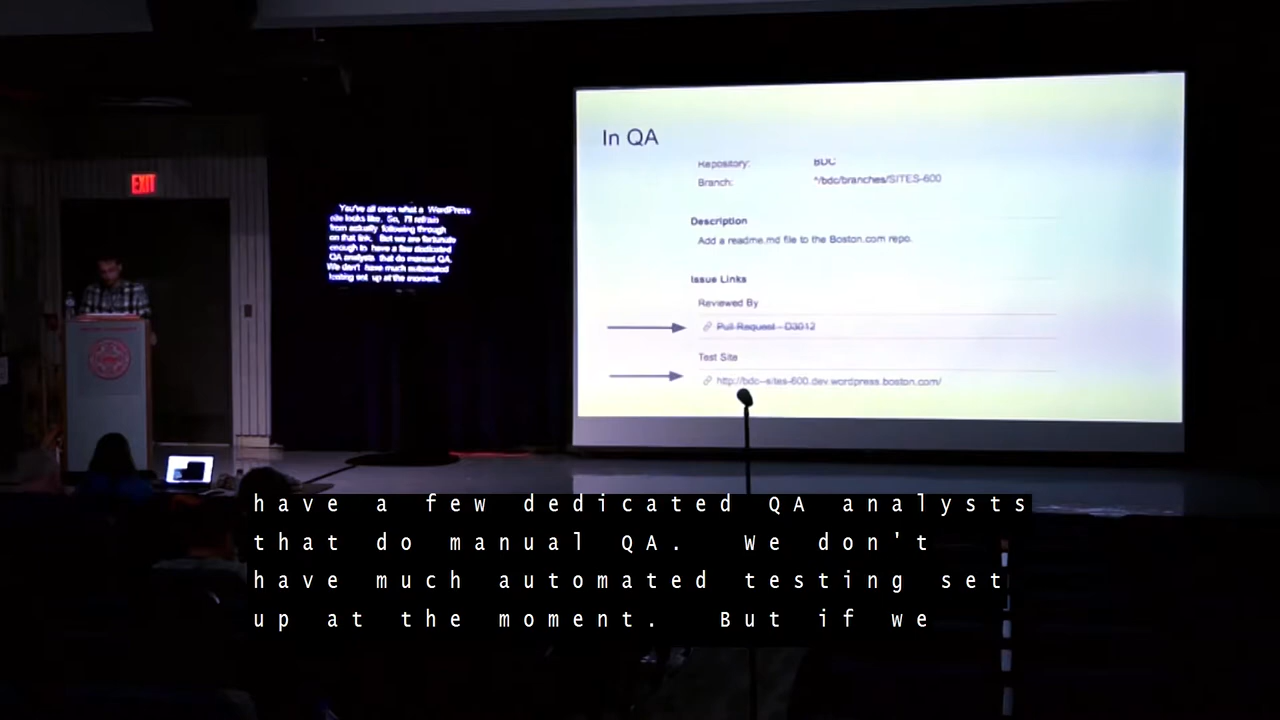 EXIT
You've all seen what a WordPress
site looks like. So, I'll refrain
from actually following through
on that link. But we are fortunate
enough to have a few dedicated
QA analysts that do manual QA.
We don't have much automated
testing set up at the moment.
In QA
Repository: BDC
Branch: ^/bdc/branches/SITES-600
Description
Add a readme.md file to the Boston.com repo.
Issue Links
Reviewed By
Pull Request - D3012
Test Site
http://bdc--sites-600.dev.wordpress.boston.com/
have a few dedicated QA analysts
that do manual QA. We don't
have much automated testing set
up at the moment. But if we